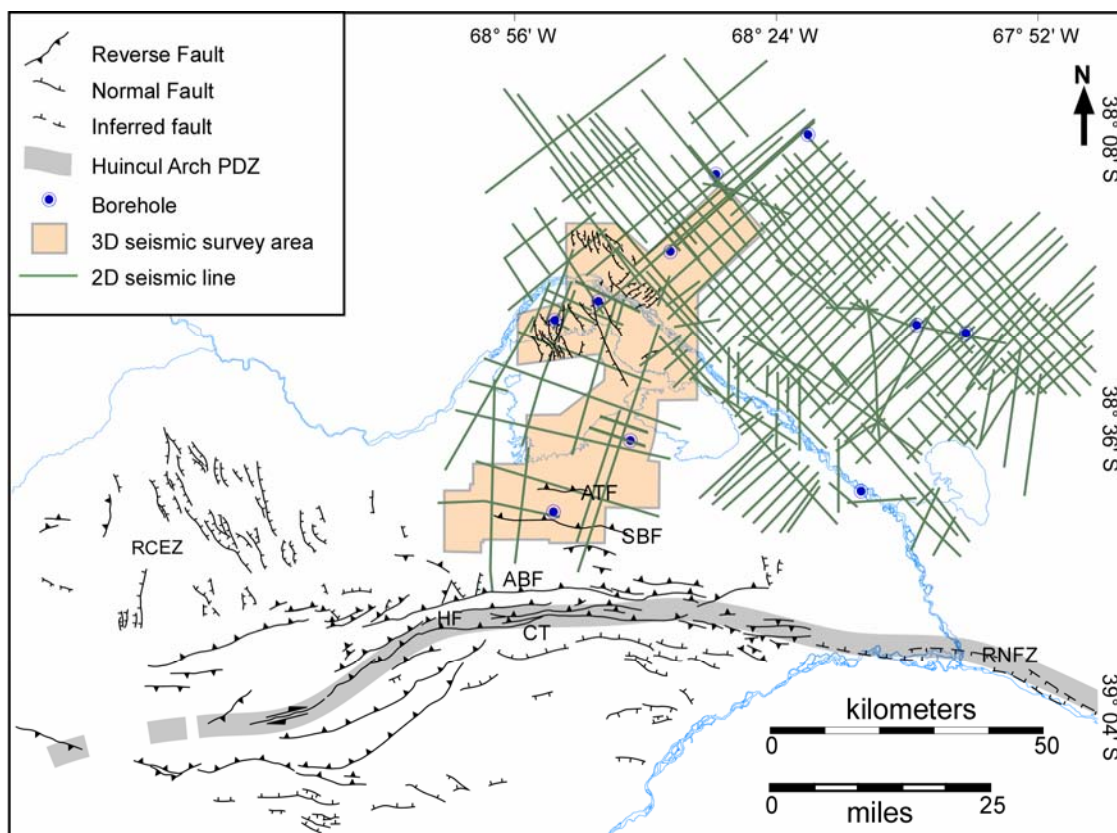 68° 56' W
68° 24' W
67° 52' W
Reverse Fault
Normal Fault
Inferred fault
Huincul Arch PDZ
Borehole
3D seismic survey area
2D seismic line
N
38° 08' S
38° 36' S
ATF
SBF
RCEZ
ABF
HF
CT
RNFZ
39° 04' S
kilometers
0 50
0 25
miles